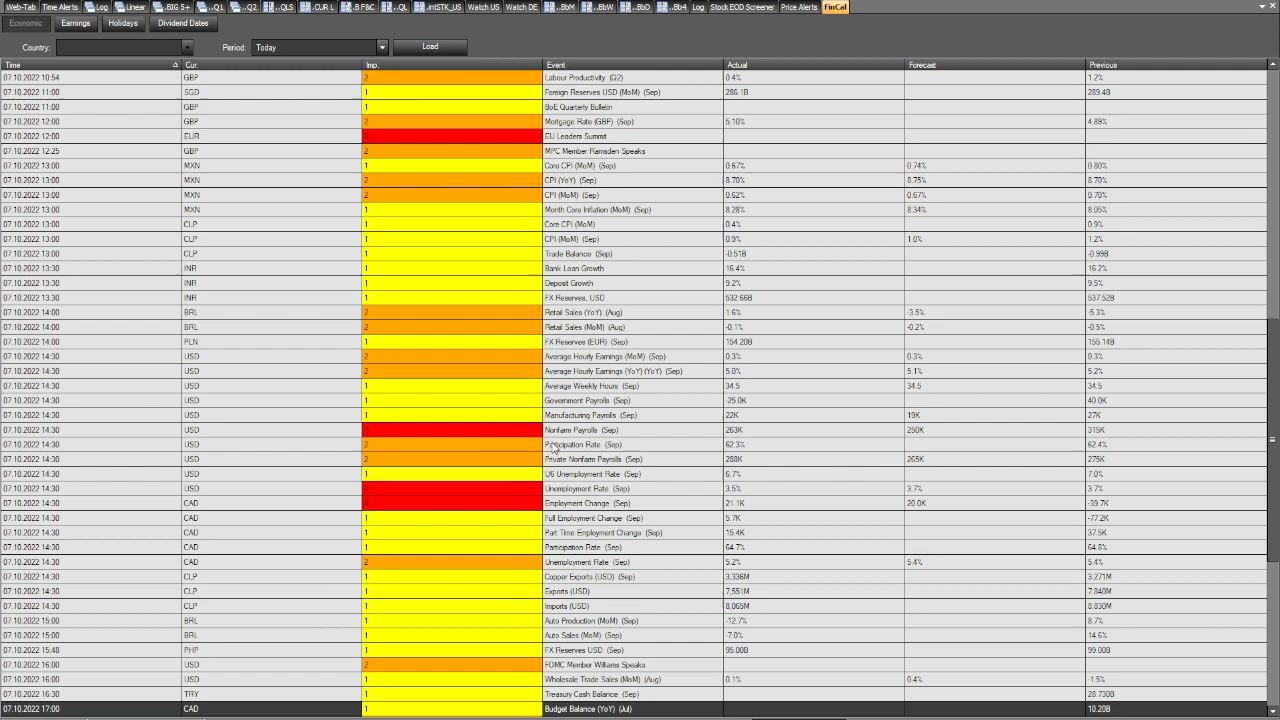 Web-Tab Time Alerts Log Linear BIG 5+ ..Q1 ..Q2 .QLS .CUR L .B F&C .QL .intSTK_US Watch US Watch DE ..BbM ..BbW ..BbD ..Bb4 Log Stock EOD Screener Price Alerts FinCal
Economic Earnings Holidays Dividend Dates
Country: Period: Today Load
Time Cur. Imp. Event Actual Forecast Previous
07.10.2022 10:54 GBP 2 Labour Productivity (Q2) 0.4% 1.2%
07.10.2022 11:00 SGD 1 Foreign Reserves USD (MoM) (Sep) 286.1B 289.4B
07.10.2022 11:00 GBP 1 BoE Quarterly Bulletin
07.10.2022 12:00 GBP 2 Mortgage Rate (GBP) (Sep) 5.10% 4.89%
07.10.2022 12:00 EUR 3 EU Leaders Summit
07.10.2022 12:25 GBP 2 MPC Member Ramsden Speaks
07.10.2022 13:00 MXN 1 Core CPI (MoM) (Sep) 0.67% 0.74% 0.80%
07.10.2022 13:00 MXN 2 CPI (YoY) (Sep) 8.70% 8.75% 8.70%
07.10.2022 13:00 MXN 2 CPI (MoM) (Sep) 0.62% 0.67% 0.70%
07.10.2022 13:00 MXN 1 Month Core Inflation (MoM) (Sep) 8.28% 8.34% 8.05%
07.10.2022 13:00 CLP 1 Core CPI (MoM) 0.4% 0.9%
07.10.2022 13:00 CLP 1 CPI (MoM) (Sep) 0.9% 1.0% 1.2%
07.10.2022 13:00 CLP 1 Trade Balance (Sep) -0.51B -0.99B
07.10.2022 13:30 INR 1 Bank Loan Growth 16.4% 16.2%
07.10.2022 13:30 INR 1 Deposit Growth 9.2% 9.5%
07.10.2022 13:30 INR 1 FX Reserves, USD 532.66B 537.52B
07.10.2022 14:00 BRL 2 Retail Sales (YoY) (Aug) 1.6% -3.5% -5.3%
07.10.2022 14:00 BRL 2 Retail Sales (MoM) (Aug) -0.1% -0.2% -0.5%
07.10.2022 14:00 PLN 1 FX Reserves (EUR) (Sep) 154.20B 155.14B
07.10.2022 14:30 USD 2 Average Hourly Earnings (MoM) (Sep) 0.3% 0.3% 0.3%
07.10.2022 14:30 USD 2 Average Hourly Earnings (YoY) (YoY) (Sep) 5.0% 5.1% 5.2%
07.10.2022 14:30 USD 1 Average Weekly Hours (Sep) 34.5 34.5 34.5
07.10.2022 14:30 USD 1 Government Payrolls (Sep) -25.0K 40.0K
07.10.2022 14:30 USD 1 Manufacturing Payrolls (Sep) 22K 19K 27K
07.10.2022 14:30 USD 3 Nonfarm Payrolls (Sep) 263K 250K 315K
07.10.2022 14:30 USD 2 Participation Rate (Sep) 62.3% 62.4%
07.10.2022 14:30 USD 2 Private Nonfarm Payrolls (Sep) 288K 265K 275K
07.10.2022 14:30 USD 1 U6 Unemployment Rate (Sep) 6.7% 7.0%
07.10.2022 14:30 USD 3 Unemployment Rate (Sep) 3.5% 3.7% 3.7%
07.10.2022 14:30 CAD 3 Employment Change (Sep) 21.1K 20.0K -39.7K
07.10.2022 14:30 CAD 1 Full Employment Change (Sep) 5.7K -77.2K
07.10.2022 14:30 CAD 1 Part Time Employment Change (Sep) 15.4K 37.5K
07.10.2022 14:30 CAD 1 Participation Rate (Sep) 64.7% 64.8%
07.10.2022 14:30 CAD 2 Unemployment Rate (Sep) 5.2% 5.4% 5.4%
07.10.2022 14:30 CLP 1 Copper Exports (USD) (Sep) 3,336M 3,271M
07.10.2022 14:30 CLP 1 Exports (USD) 7,551M 7,840M
07.10.2022 14:30 CLP 1 Imports (USD) 8,065M 8,830M
07.10.2022 15:00 BRL 1 Auto Production (MoM) (Sep) -12.7% 8.7%
07.10.2022 15:00 BRL 1 Auto Sales (MoM) (Sep) -7.0% 14.6%
07.10.2022 15:48 PHP 1 FX Reserves USD (Sep) 95.00B 99.00B
07.10.2022 16:00 USD 2 FOMC Member Williams Speaks
07.10.2022 16:00 USD 1 Wholesale Trade Sales (MoM) (Aug) 0.1% 0.4% -1.5%
07.10.2022 16:30 TRY 1 Treasury Cash Balance (Sep) 28.730B
07.10.2022 17:00 CAD 1 Budget Balance (YoY) (Jul) 10.20B